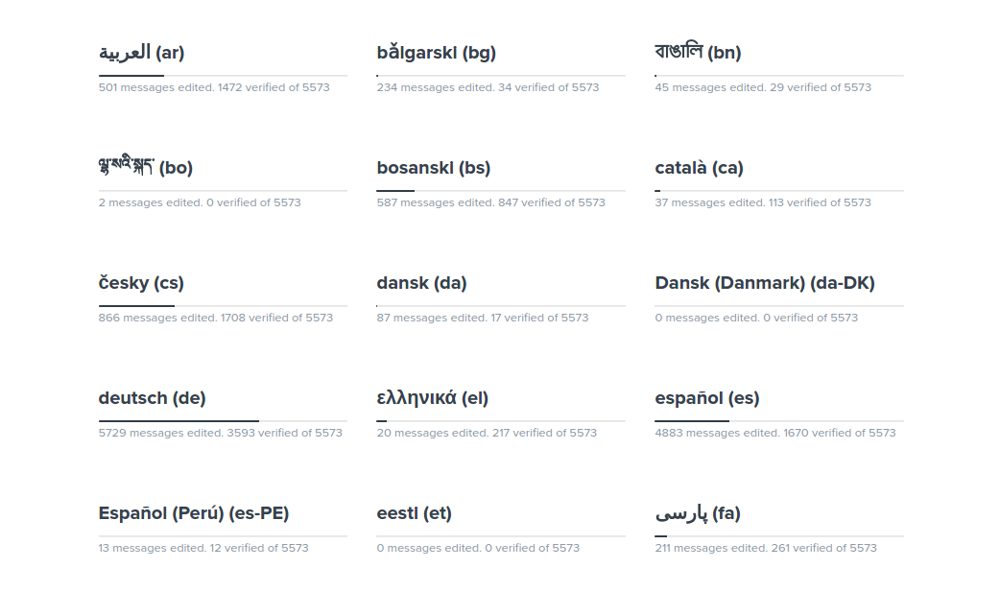 العربية (ar)
501 messages edited. 1472 verified of 5573
bǎlgarskI (bg)
234 messages edited. 34 verified of 5573
বাঙালি (bn)
45 messages edited. 29 verified of 5573
ལྷ་སའི་སྐད་ (bo)
2 messages edited. 0 verified of 5573
bosanskI (bs)
587 messages edited. 847 verified of 5573
català (ca)
37 messages edited. 113 verified of 5573
česky (cs)
866 messages edited. 1708 verified of 5573
dansk (da)
87 messages edited. 17 verified of 5573
Dansk (Danmark) (da-DK)
0 messages edited. 0 verified of 5573
deutsch (de)
5729 messages edited. 3593 verified of 5573
ελληνικά (el)
20 messages edited. 217 verified of 5573
español (es)
4883 messages edited. 1670 verified of 5573
Español (Perú) (es-PE)
13 messages edited. 12 verified of 5573
eestI (et)
0 messages edited. 0 verified of 5573
پارسی (fa)
211 messages edited. 261 verified of 5573